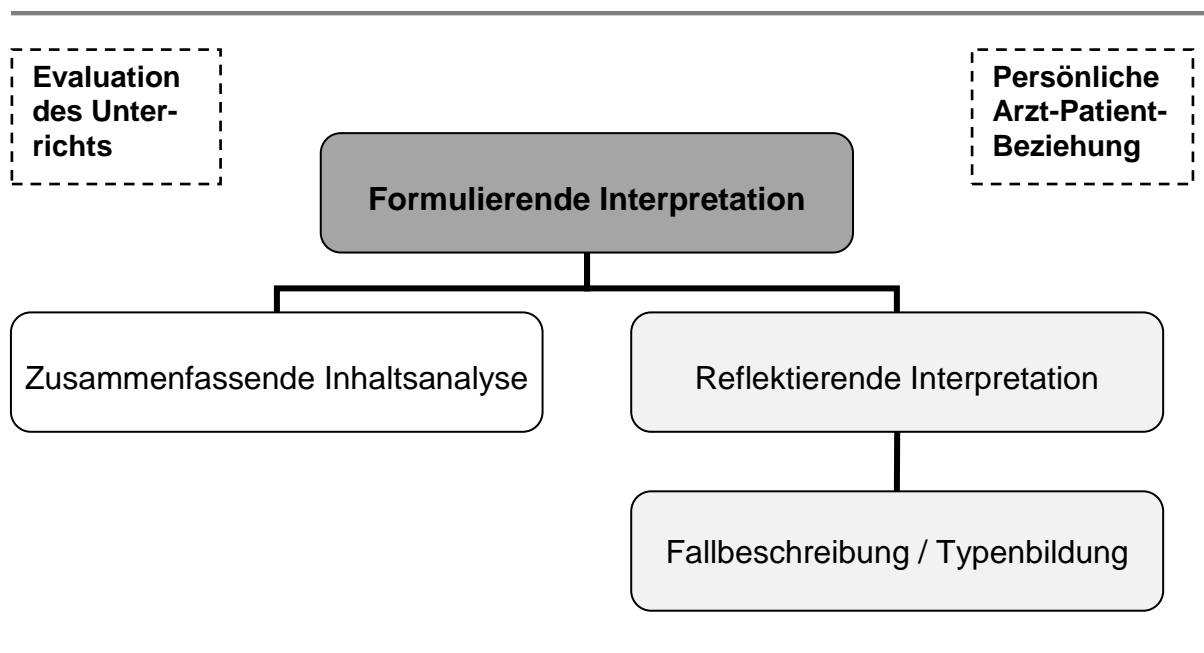 Evaluation
des Unter-
richts
Persönliche
Arzt-Patient-
Beziehung
Formulierende Interpretation
Zusammenfassende Inhaltsanalyse
Reflektierende Interpretation
Fallbeschreibung / Typenbildung